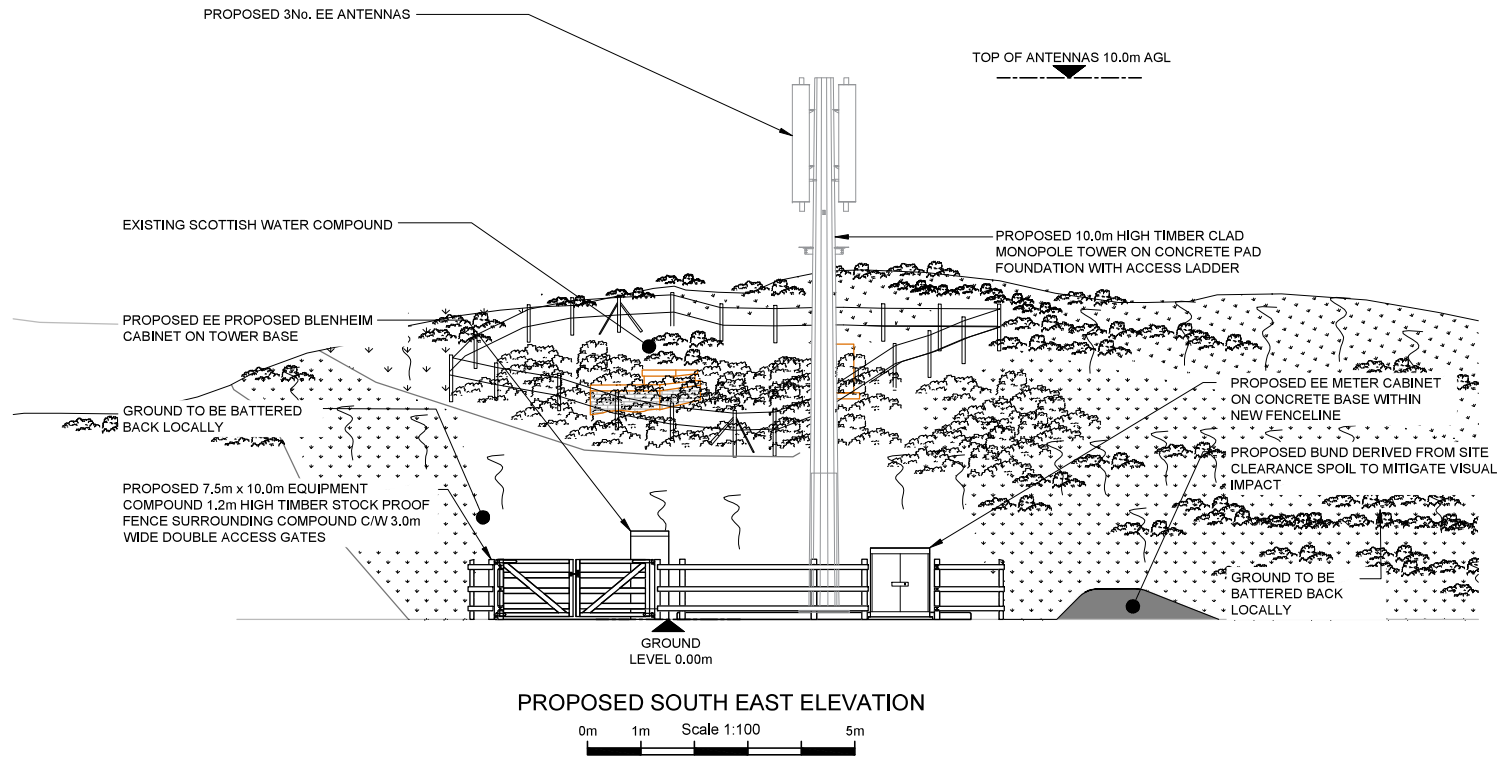 PROPOSED 3No. EE ANTENNAS
TOP OF ANTENNAS 10.0m AGL
EXISTING SCOTTISH WATER COMPOUND
PROPOSED 10.0m HIGH TIMBER CLAD
MONOPOLE TOWER ON CONCRETE PAD
FOUNDATION WITH ACCESS LADDER
PROPOSED EE PROPOSED BLENHEIM
CABINET ON TOWER BASE
PROPOSED EE METER CABINET
ON CONCRETE BASE WITHIN
NEW FENCELINE
GROUND TO BE BATTERED
BACK LOCALLY
PROPOSED BUND DERIVED FROM SITE
CLEARANCE SPOIL TO MITIGATE VISUAL
IMPACT
PROPOSED 7.5m x 10.0m EQUIPMENT
COMPOUND 1.2m HIGH TIMBER STOCK PROOF
FENCE SURROUNDING COMPOUND C/W 3.0m
WIDE DOUBLE ACCESS GATES
GROUND TO BE
BATTERED BACK
LOCALLY
GROUND
LEVEL 0.00m
PROPOSED SOUTH EAST ELEVATION
0m 1m Scale 1:100 5m